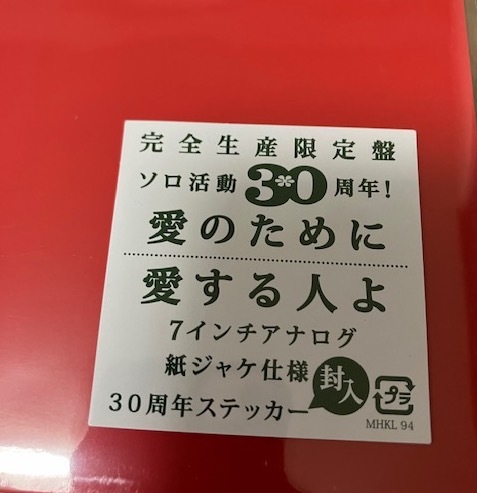 完全生産限定盤
ソロ活動30周年!
愛のために
愛する人よ
7インチアナログ
紙ジャケ仕様
30周年ステッカー封入
プラ
MHKL 94